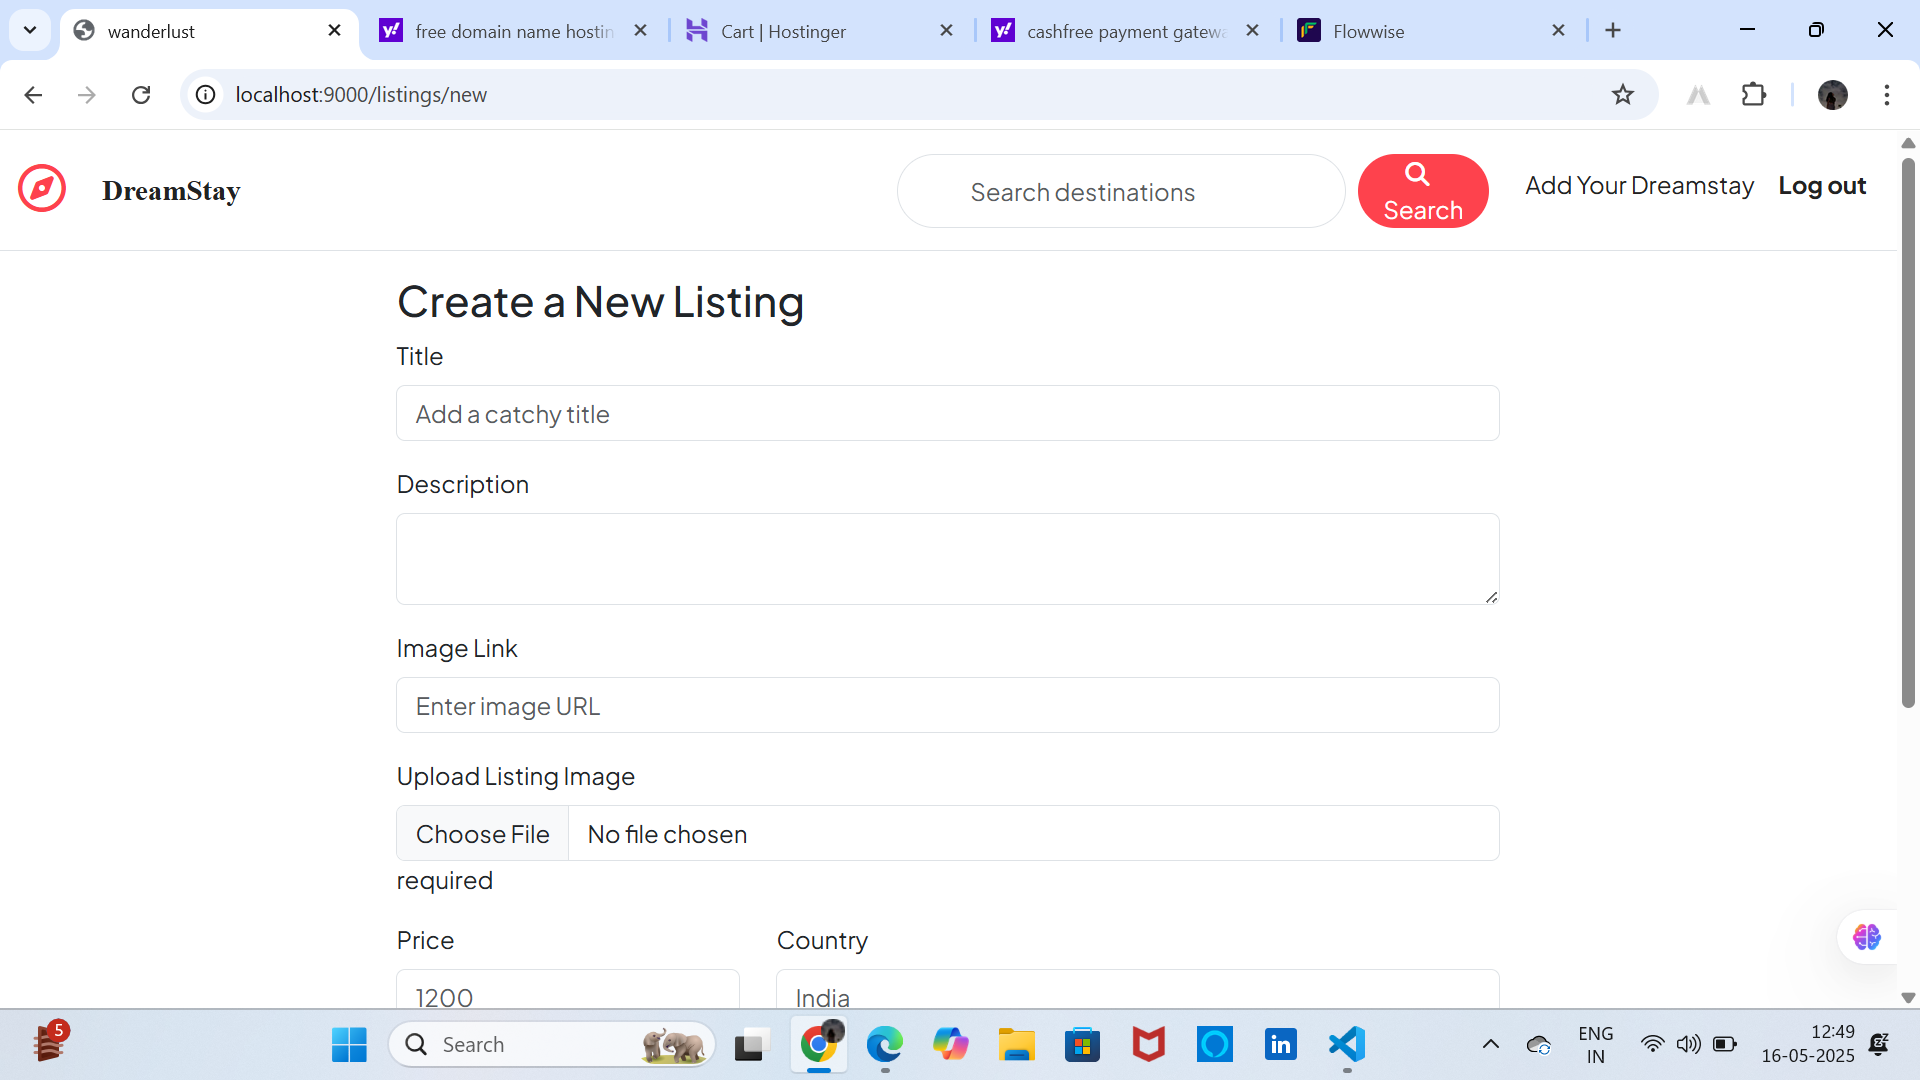 wanderlust
free domain name hostin
Cart | Hostinger
cashfree payment gatewa
Flowwise
localhost:9000/listings/new
DreamStay
Search destinations
Search
Add Your Dreamstay
Log out
Create a New Listing
Title
Add a catchy title
Description
Image Link
Enter image URL
Upload Listing Image
Choose File No file chosen
required
Price Country
1200 India
5
Search
ENG
IN
12:49
16-05-2025